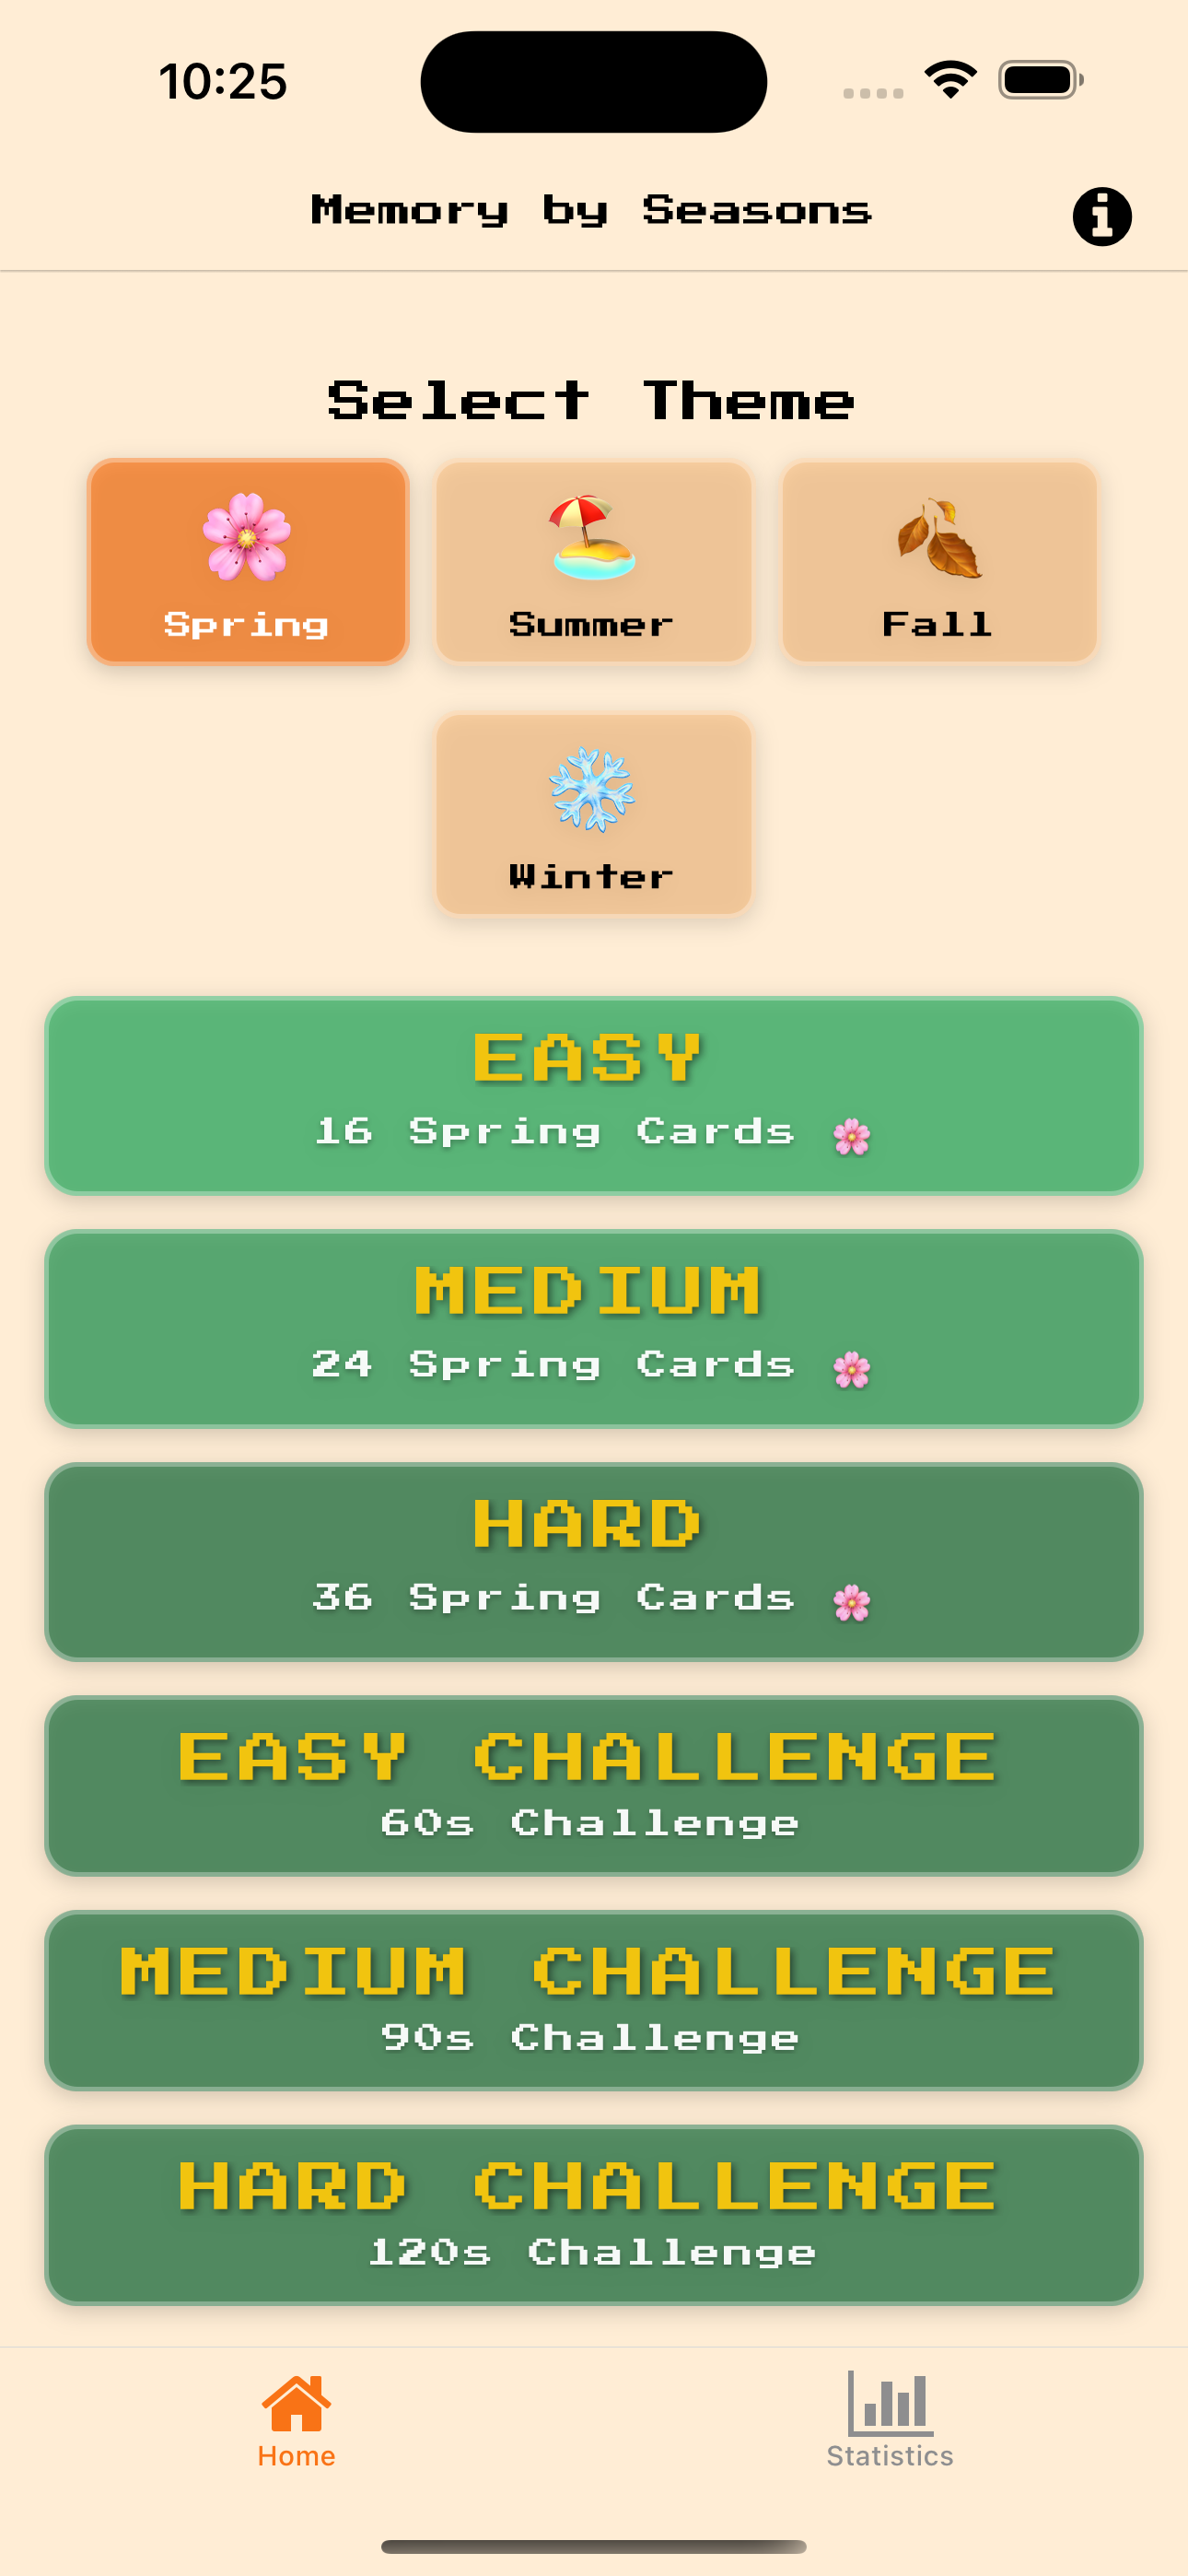 10:25
Memory by Seasons
Select Theme
Spring
Summer
Fall
Winter
EASY
16 Spring Cards 🌸
MEDIUM
24 Spring Cards 🌸
HARD
36 Spring Cards 🌸
EASY CHALLENGE
60s Challenge
MEDIUM CHALLENGE
90s Challenge
HARD CHALLENGE
120s Challenge
Home
Statistics